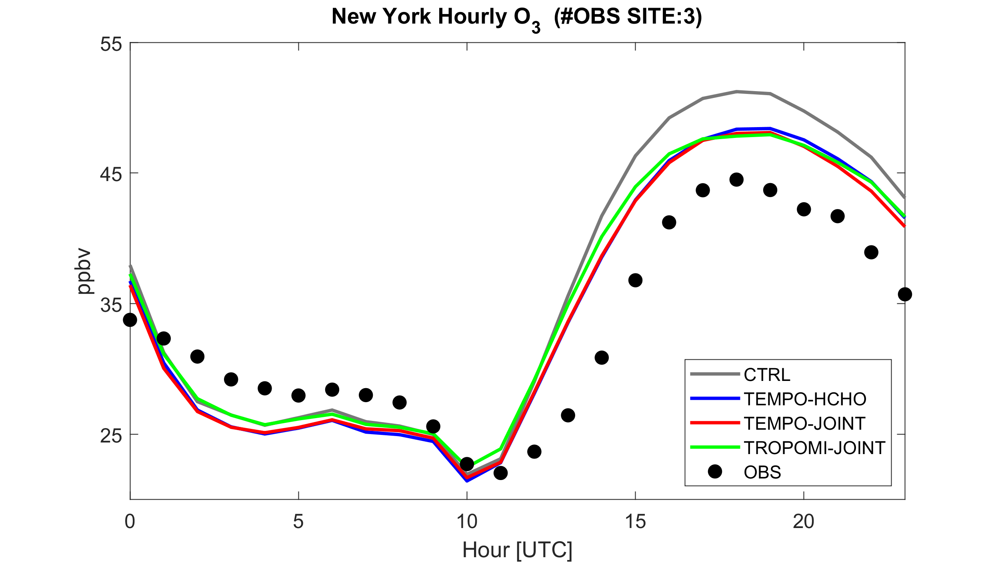 New York Hourly O3 (#OBS SITE:3)
55
45
35
25
ppbv
0 5 10 15 20
Hour [UTC]
CTRL
TEMPO-HCHO
TEMPO-JOINT
TROPOMI-JOINT
OBS